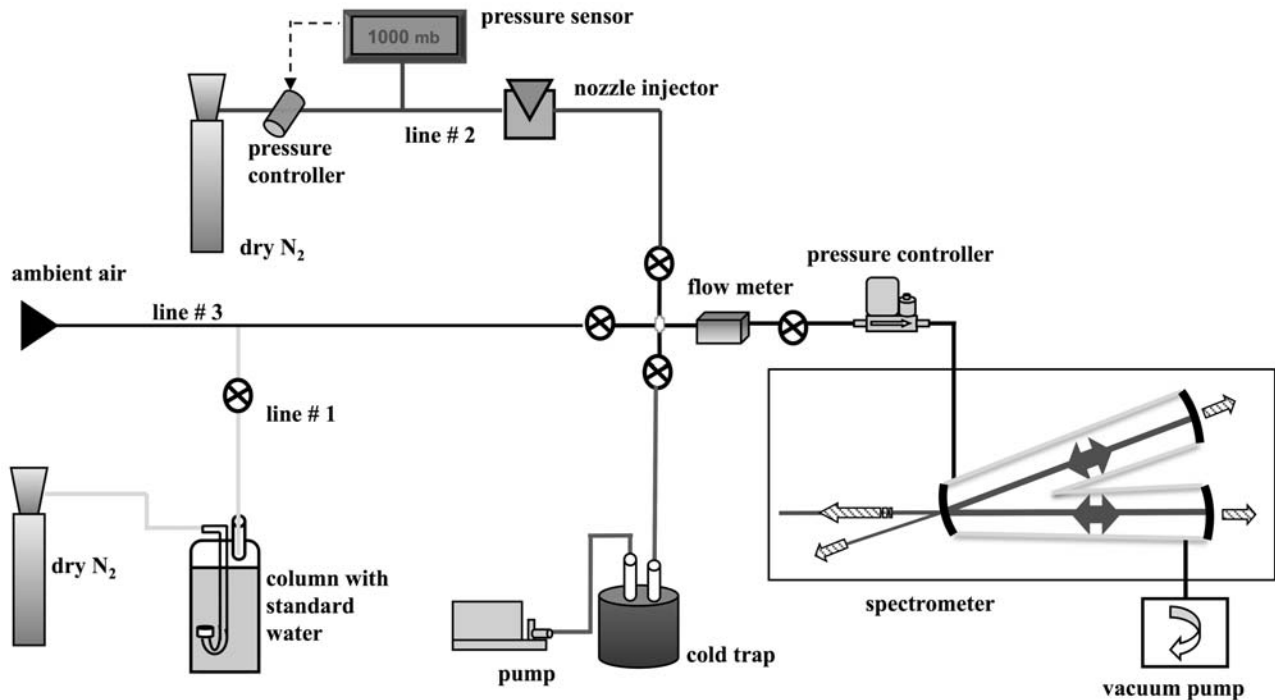 pressure sensor
1000 mb
nozzle injector
line # 2
pressure
controller
dry N₂
ambient air
pressure controller
flow meter
line # 3
line # 1
dry N₂
column with
standard
water
spectrometer
pump
cold trap
vacuum pump